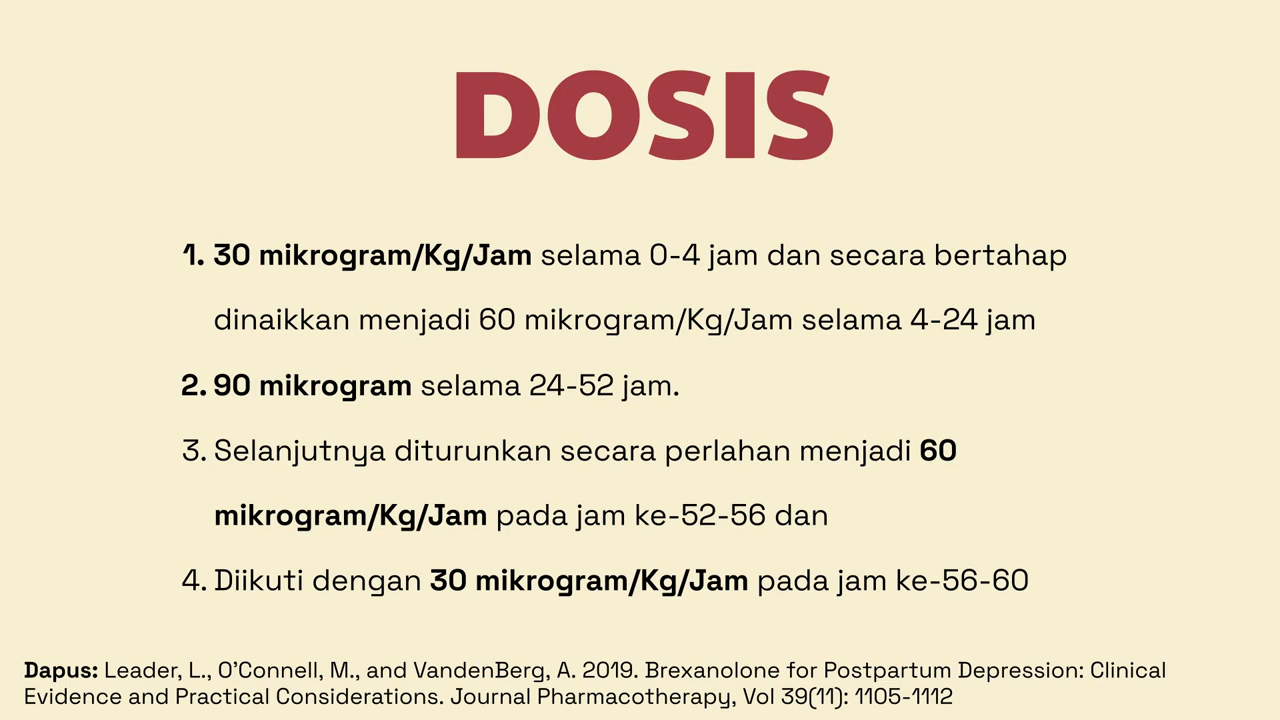 DOSIS
1. 30 mikrogram/Kg/Jam selama 0-4 jam dan secara bertahap
dinaikkan menjadi 60 mikrogram/Kg/Jam selama 4-24 jam
2. 90 mikrogram selama 24-52 jam.
3. Selanjutnya diturunkan secara perlahan menjadi 60
mikrogram/Kg/Jam pada jam ke-52-56 dan
4. Diikuti dengan 30 mikrogram/Kg/Jam pada jam ke-56-60
Dapus: Leader, L., O'Connell, M., and VandenBerg, A. 2019. Brexanolone for Postpartum Depression: Clinical
Evidence and Practical Considerations. Journal Pharmacotherapy, Vol 39(11): 1105-1112